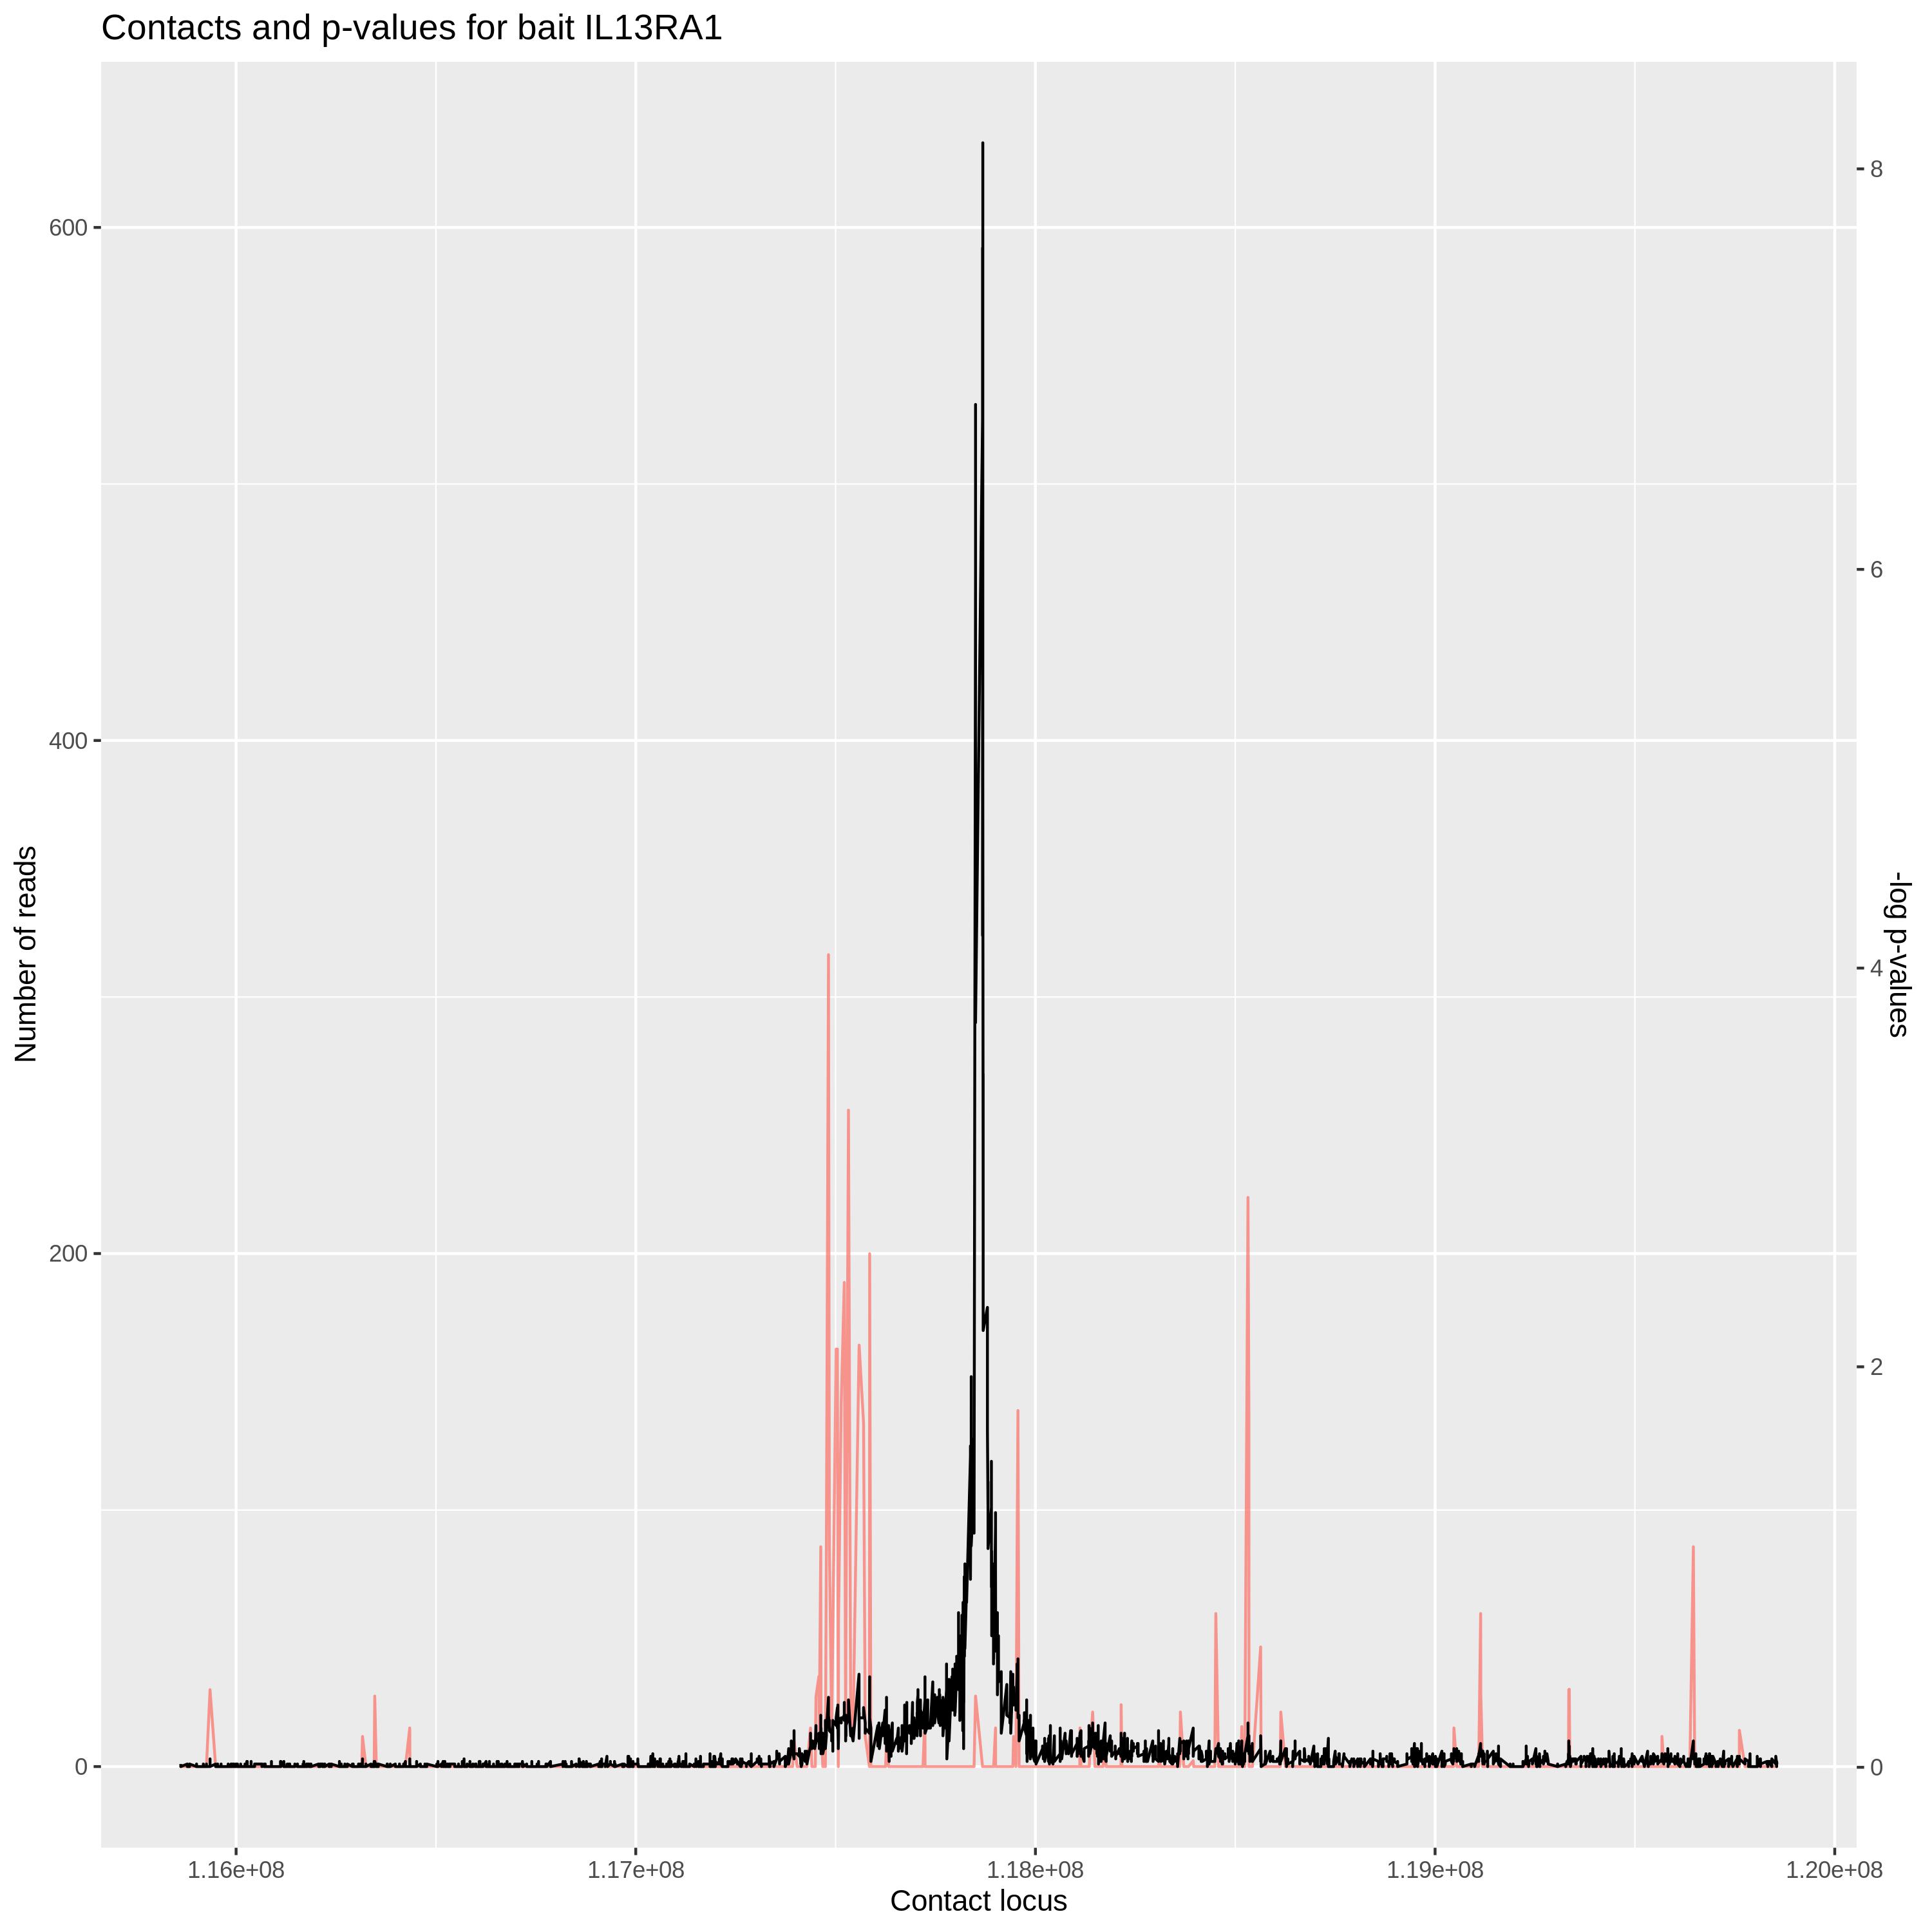 Contacts and p-values for bait IL13RA1
Number of reads
600
400
200
0
8
6
4
2
0
-log p-values
1.16e+08
1.17e+08
1.18e+08
1.19e+08
1.20e+08
Contact locus